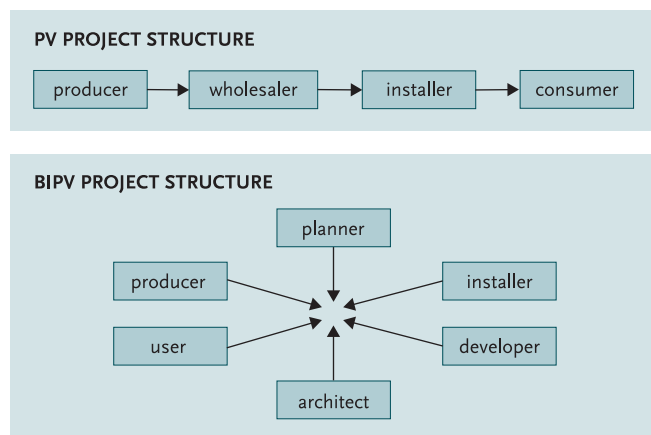 PV PROJECT STRUCTURE
producer wholesaler installer consumer
BIPV PROJECT STRUCTURE
planner
producer installer
user developer
architect